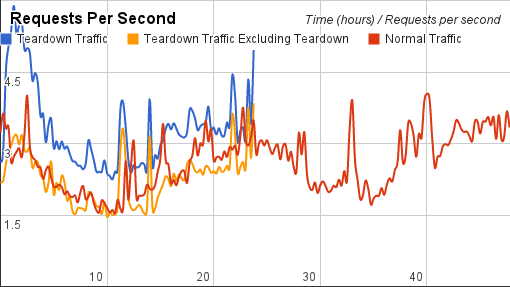 Requests Per Second
Time (hours) / Requests per second
Teardown Traffic
Teardown Traffic Excluding Teardown
Normal Traffic
4.5
3
1.5
10
20
30
40